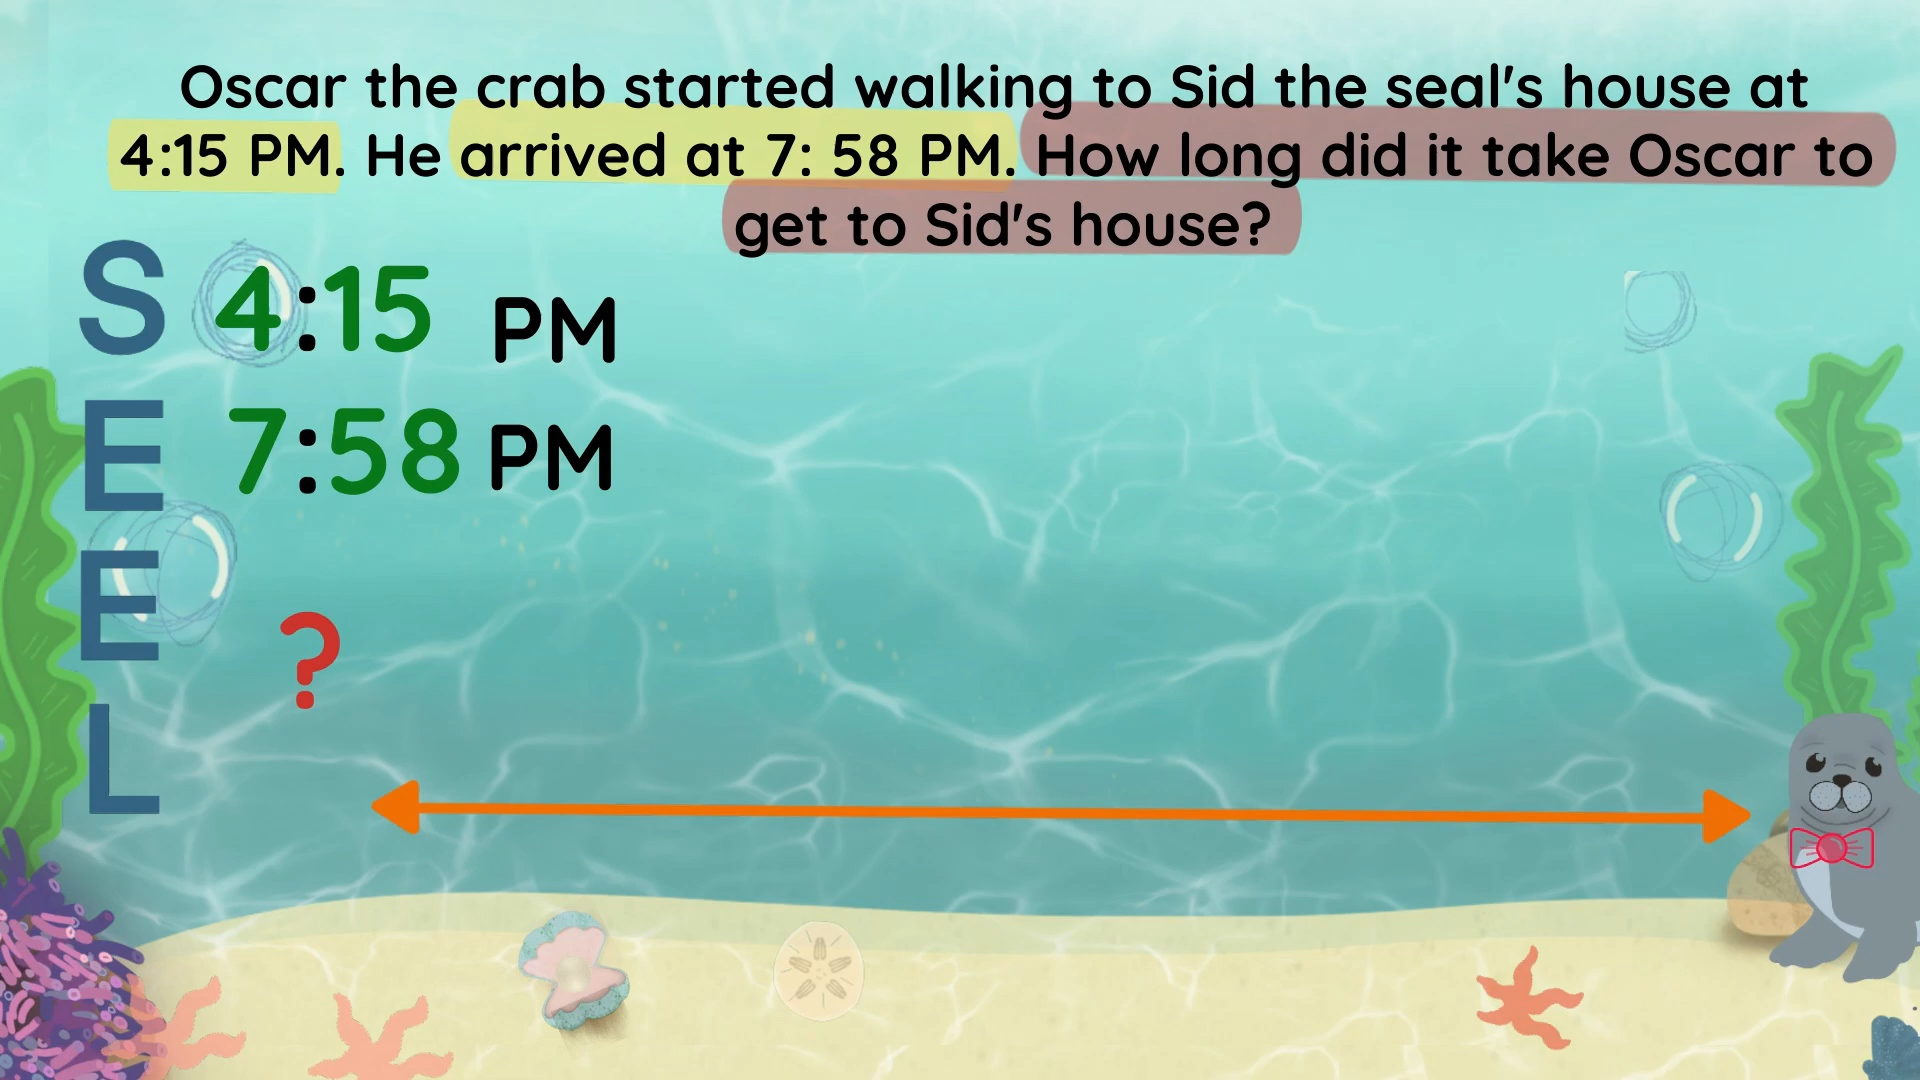 Oscar the crab started walking to Sid the seal's house at
4:15 PM. He arrived at 7: 58 PM. How long did it take Oscar to
get to Sid's house?
S 4:15 PM
E 7:58 PM
E ?
L